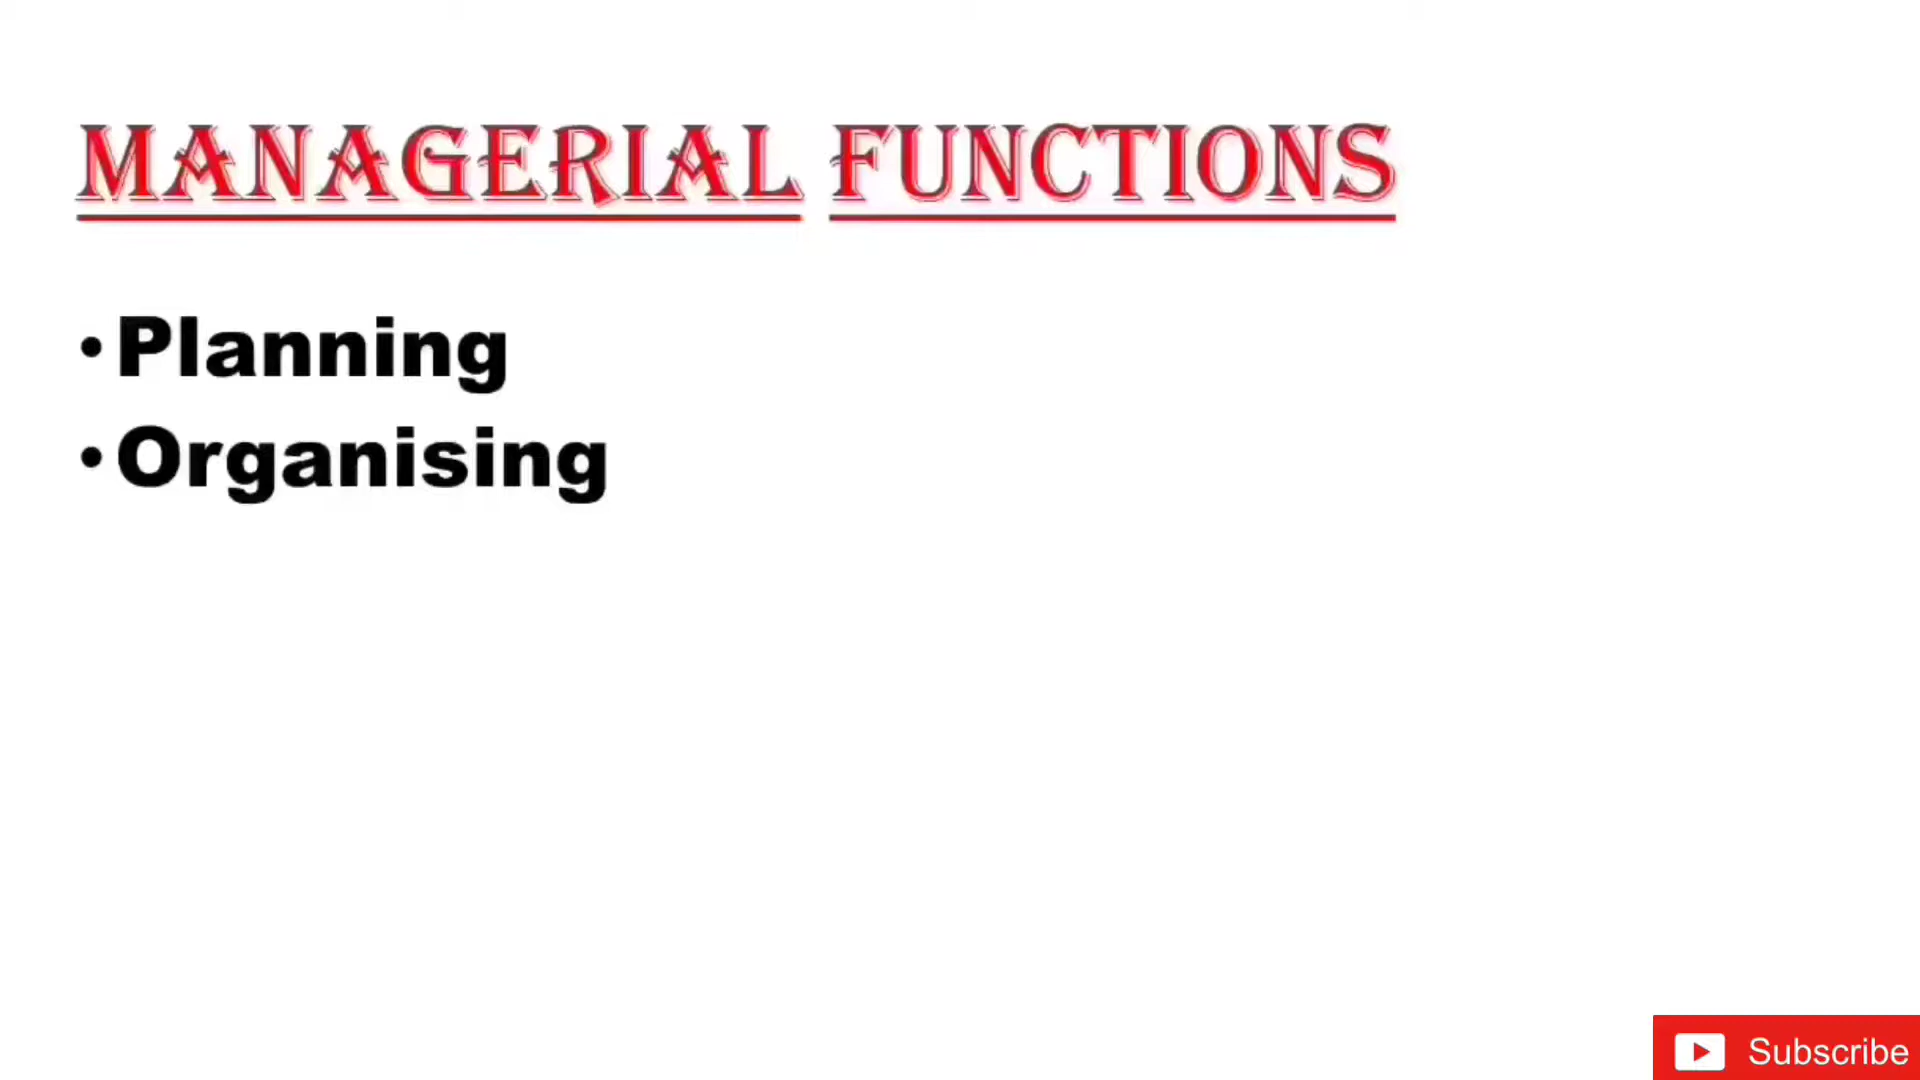 MANAGERIAL FUNCTIONS
• Planning
• Organising
Subscribe